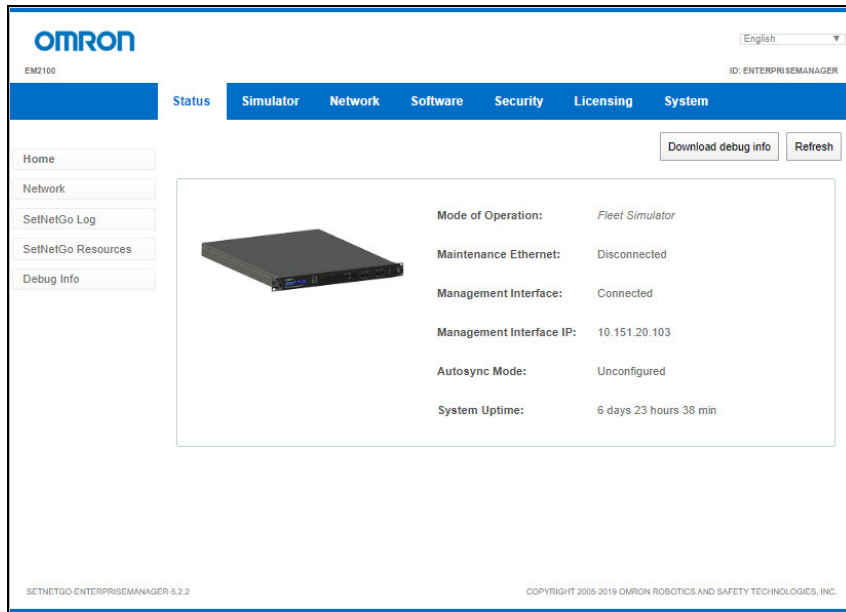 OMRON
English
EM2100
ID: ENTERPRISEMANAGER
Status Simulator Network Software Security Licensing System
Download debug info Refresh
Home
Network
SetNetGo Log
SetNetGo Resources
Debug Info
Mode of Operation: Fleet Simulator
Maintenance Ethernet: Disconnected
Management Interface: Connected
Management Interface IP: 10.151.20.103
Autosync Mode: Unconfigured
System Uptime: 6 days 23 hours 38 min
SETNETGO-ENTERPRISEMANAGER-5.2.2
COPYRIGHT 2005-2019 OMRON ROBOTICS AND SAFETY TECHNOLOGIES, INC.